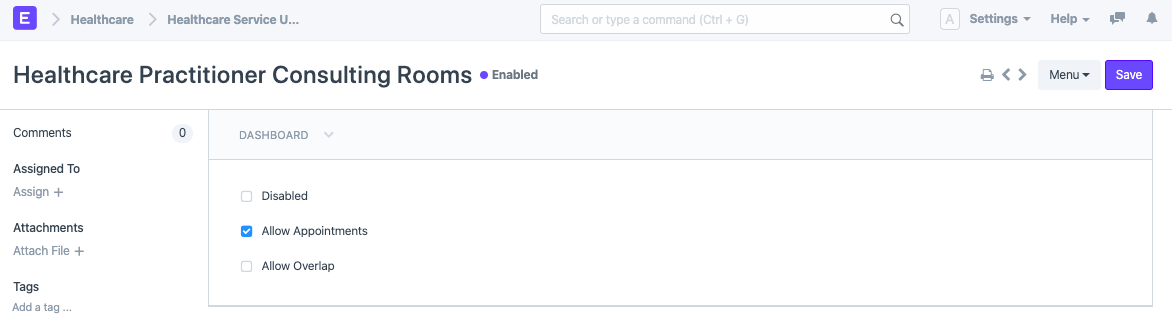 E Healthcare Healthcare Service U... Search or type a command (Ctrl + G) A Settings Help
Healthcare Practitioner Consulting Rooms Enabled Menu Save
Comments 0
DASHBOARD
Assigned To
Assign +
Disabled
Attachments
Allow Appointments
Attach File +
Allow Overlap
Tags
Add a tag ...